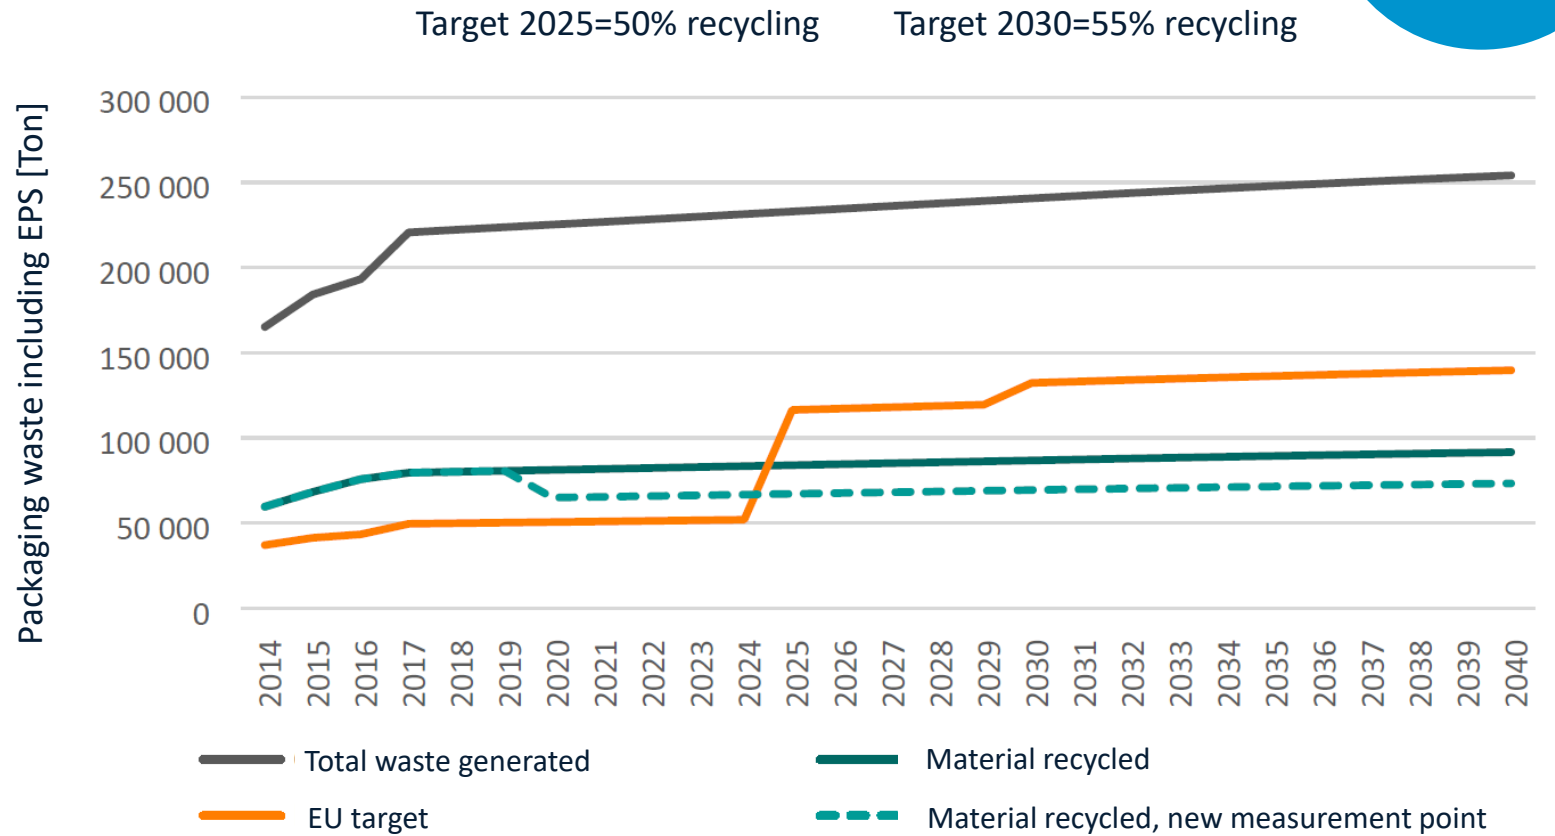 Target 2025=50% recycling Target 2030=55% recycling
Packaging waste including EPS [Ton]
300 000
250 000
200 000
150 000
100 000
50 000
0
2014 2015 2016 2017 2018 2019 2020 2021 2022 2023 2024 2025 2026 2027 2028 2029 2030 2031 2032 2033 2034 2035 2036 2037 2038 2039 2040
Total waste generated Material recycled
EU target Material recycled, new measurement point